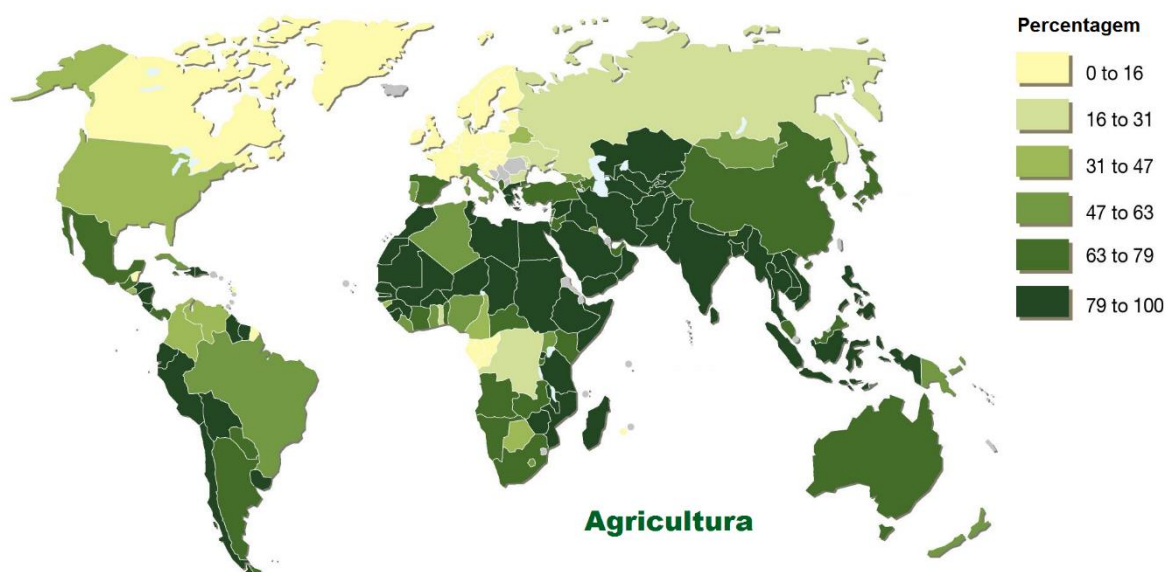 Percentagem
0 to 16
16 to 31
31 to 47
47 to 63
63 to 79
79 to 100
Agricultura